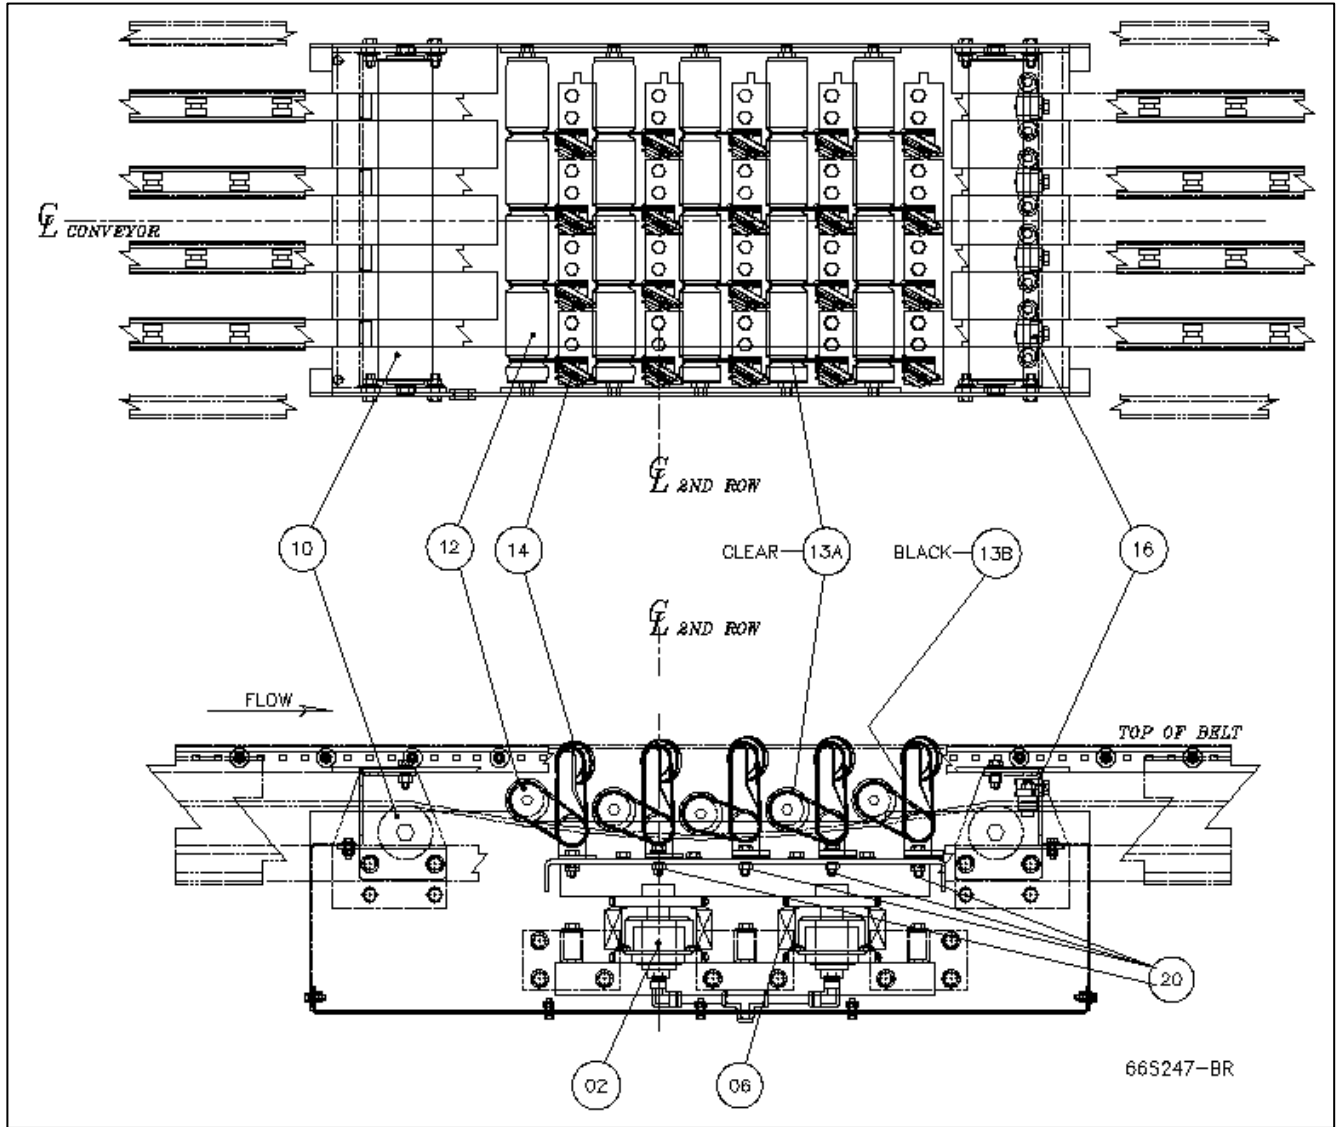 CL CONVEYOR
CL 2ND ROW
10
12
14
CLEAR 13A
BLACK 13B
16
CL 2ND ROW
FLOW
TOP OF BELT
20
02
06
66S247-BR